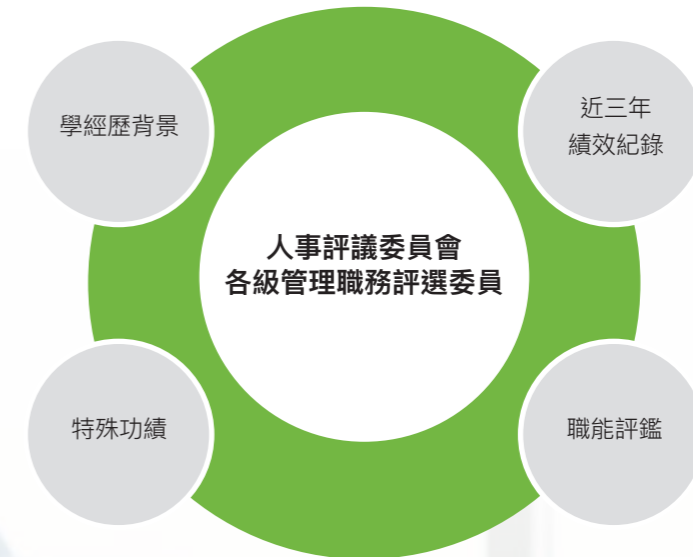 學經歷背景
近三年
績效紀錄
人事評議委員會
各級管理職務評選委員
特殊功績
職能評鑑